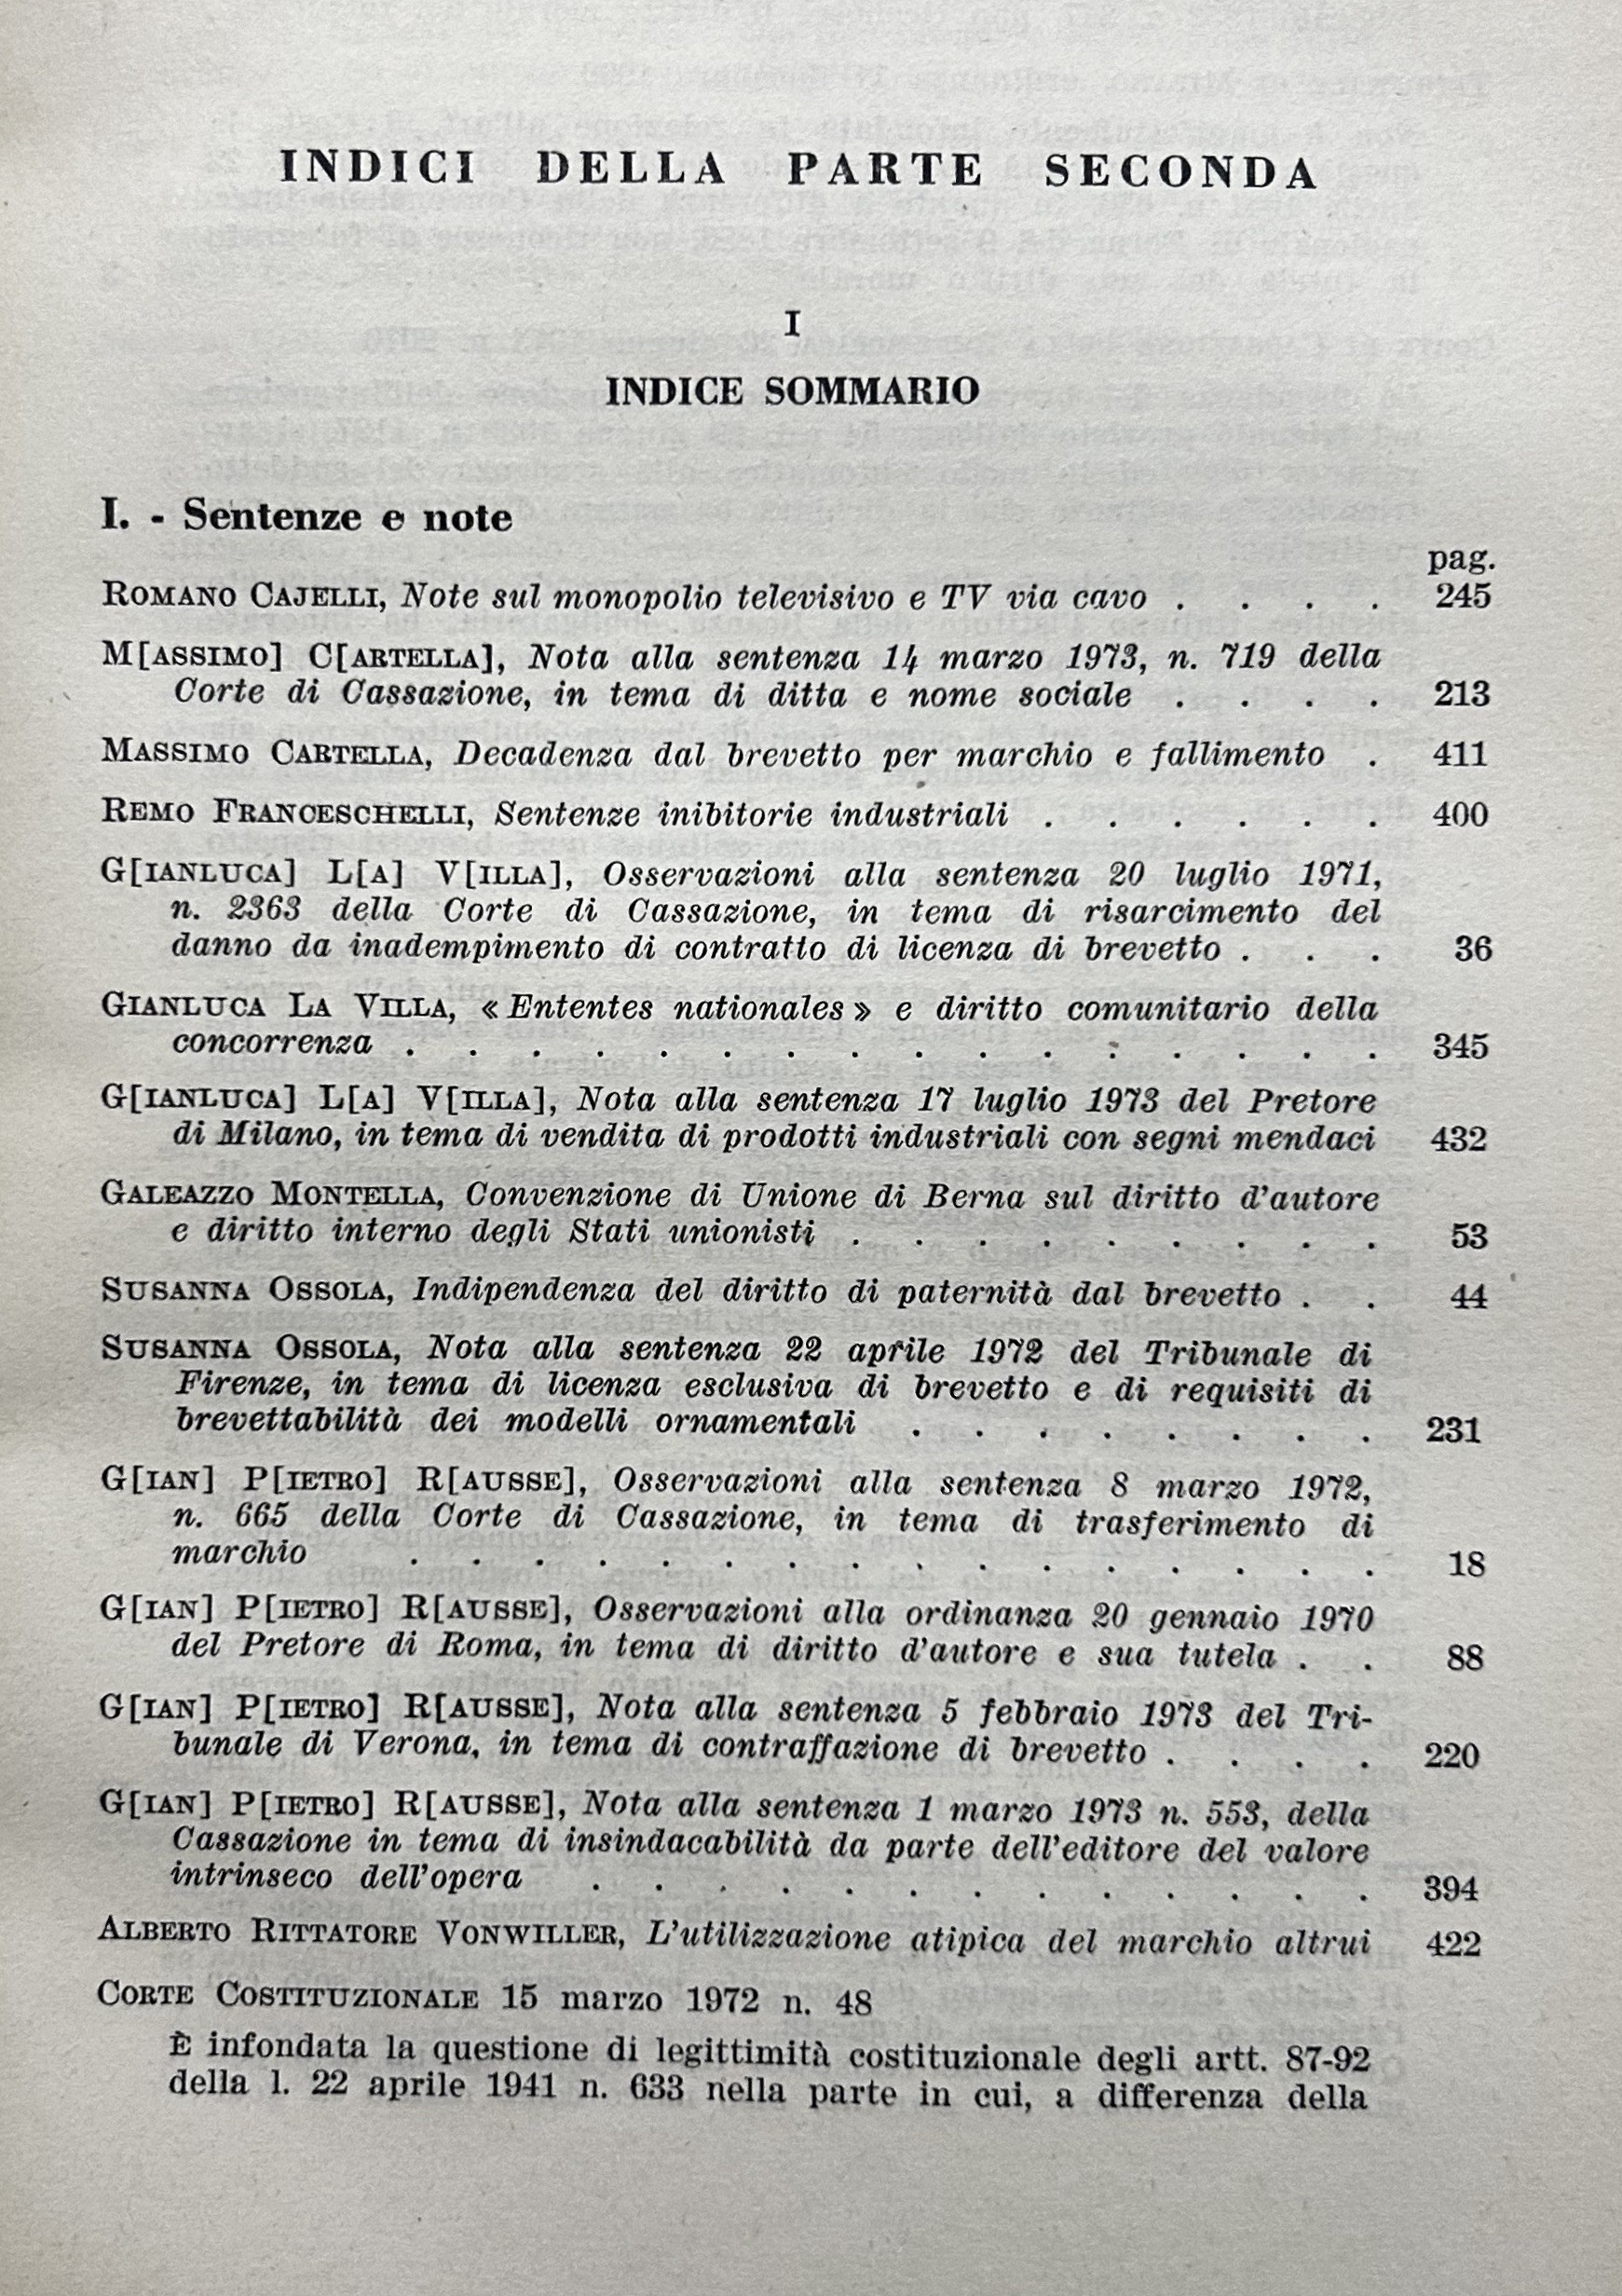 INDICI DELLA PARTE SECONDA
I
INDICE SOMMARIO
I. - Sentenze e note
pag.
ROMANO CAJELLI, Note sul monopolio televisivo e TV via cavo . . . . 245
M[ASSIMO] C[ARTELLA], Nota alla sentenza 14 marzo 1973, n. 719 della
Corte di Cassazione, in tema di ditta e nome sociale . . . . 213
MASSIMO CARTELLA, Decadenza dal brevetto per marchio e fallimento . 411
REMO FRANCESCHELLI, Sentenze inibitorie industriali . . . . . . 400
G[IANLUCA] L[A] V[ILLA], Osservazioni alla sentenza 20 luglio 1971,
n. 2363 della Corte di Cassazione, in tema di risarcimento del
danno da inadempimento di contratto di licenza di brevetto . . . 36
GIANLUCA LA VILLA, «Ententes nationales» e diritto comunitario della
concorrenza . . . . . . . . . . . . . . . . 345
G[IANLUCA] L[A] V[ILLA], Nota alla sentenza 17 luglio 1973 del Pretore
di Milano, in tema di vendita di prodotti industriali con segni mendaci 432
GALEAZZO MONTELLA, Convenzione di Unione di Berna sul diritto d'autore
e diritto interno degli Stati unionisti . . . . . . . . . 53
SUSANNA OSSOLA, Indipendenza del diritto di paternità dal brevetto . . 44
SUSANNA OSSOLA, Nota alla sentenza 22 aprile 1972 del Tribunale di
Firenze, in tema di licenza esclusiva di brevetto e di requisiti di
brevettabilità dei modelli ornamentali . . . . . . . . 231
G[IAN] P[IETRO] R[AUSSE], Osservazioni alla sentenza 8 marzo 1972,
n. 665 della Corte di Cassazione, in tema di trasferimento di
marchio . . . . . . . . . . . . . . . . 18
G[IAN] P[IETRO] R[AUSSE], Osservazioni alla ordinanza 20 gennaio 1970
del Pretore di Roma, in tema di diritto d'autore e sua tutela . . 88
G[IAN] P[IETRO] R[AUSSE], Nota alla sentenza 5 febbraio 1973 del Tri-
bunale di Verona, in tema di contraffazione di brevetto . . . . 220
G[IAN] P[IETRO] R[AUSSE], Nota alla sentenza 1 marzo 1973 n. 553, della
Cassazione in tema di insindacabilità da parte dell'editore del valore
intrinseco dell'opera . . . . . . . . . . . . . 394
ALBERTO RITTATORE VONWILLER, L'utilizzazione atipica del marchio altrui 422
CORTE COSTITUZIONALE 15 marzo 1972 n. 48
È infondata la questione di legittimità costituzionale degli artt. 87-92
della l. 22 aprile 1941 n. 633 nella parte in cui, a differenza della